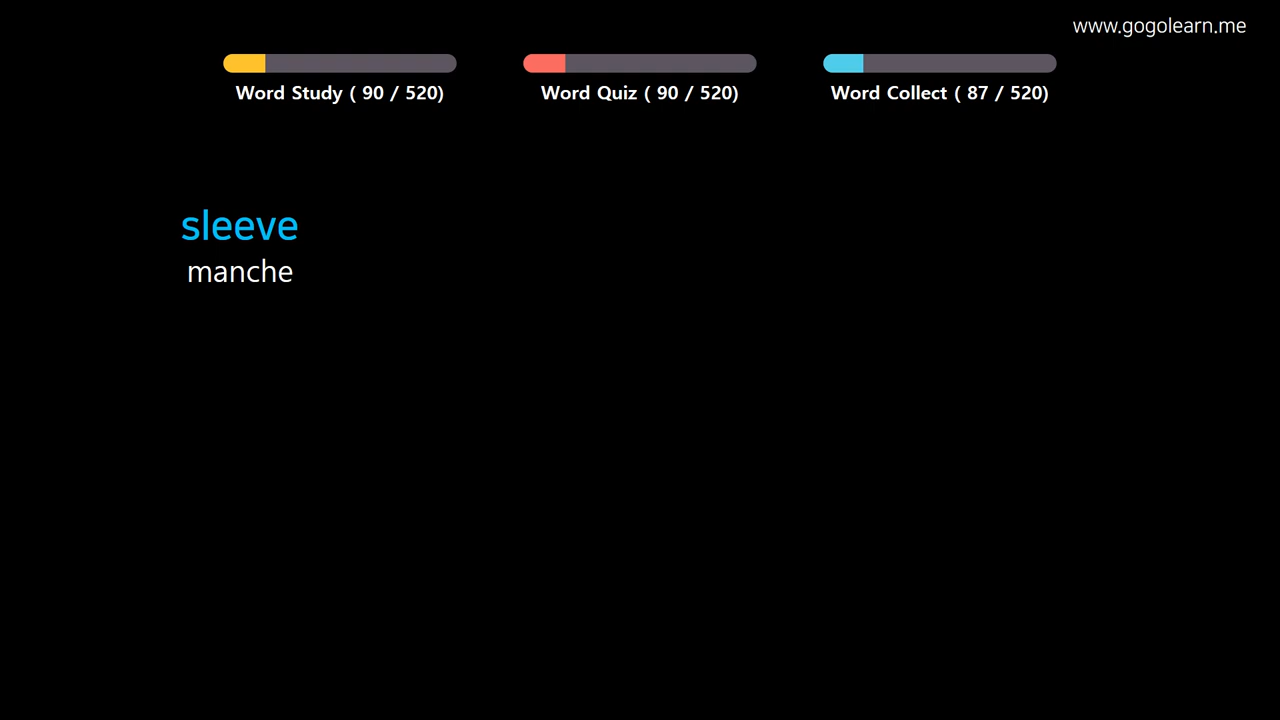 www.gogolearn.me
Word Study ( 90 / 520)
Word Quiz ( 90 / 520)
Word Collect ( 87 / 520)
sleeve
manche